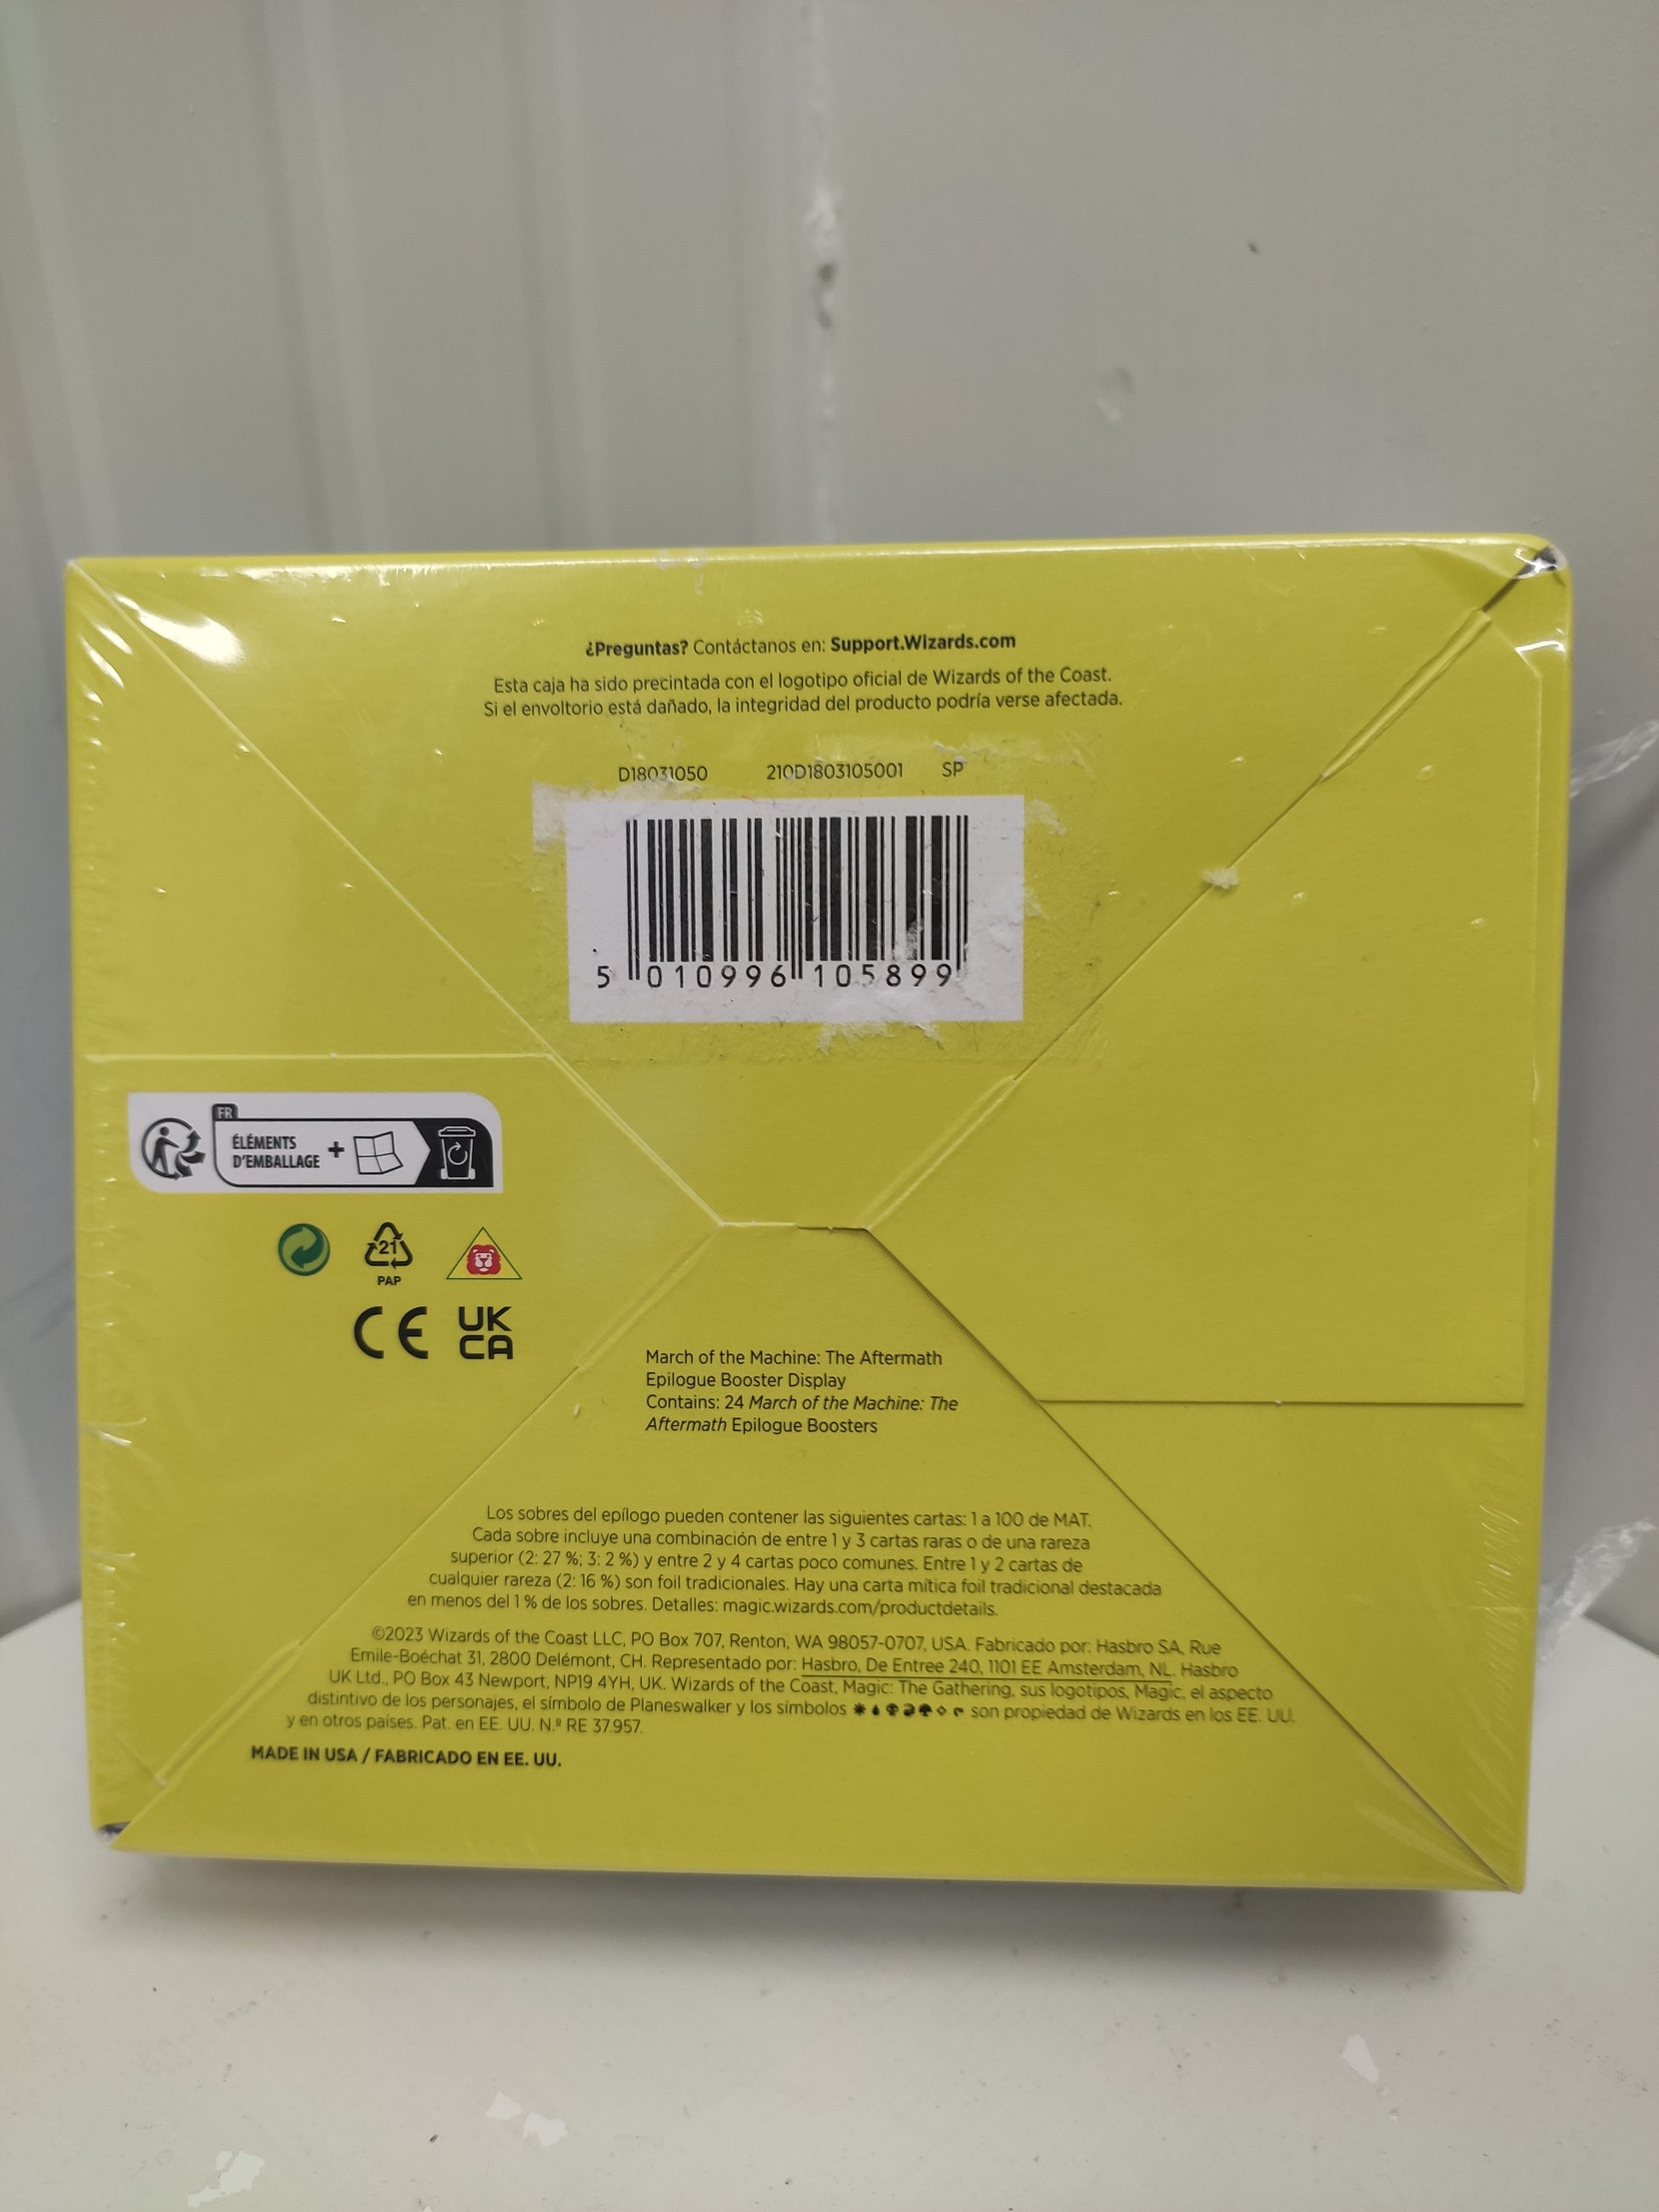 ¿Preguntas? Contáctanos en: Support.Wizards.com
Esta caja ha sido precintada con el logotipo oficial de Wizards of the Coast.
Si el envoltorio está dañado, la integridad del producto podría verse afectada.
D18031050 210D1803105001 SP
5 010996 105899
FR
ÉLÉMENTS
D'EMBALLAGE +
21
PAP
CE UK
CA
March of the Machine: The Aftermath
Epilogue Booster Display
Contains: 24 March of the Machine: The
Aftermath Epilogue Boosters
Los sobres del epílogo pueden contener las siguientes cartas: 1 a 100 de MAT.
Cada sobre incluye una combinación de entre 1 y 3 cartas raras o de una rareza
superior (2: 27 %; 3: 2 %) y entre 2 y 4 cartas poco comunes. Entre 1 y 2 cartas de
cualquier rareza (2: 16 %) son foil tradicionales. Hay una carta mítica foil tradicional destacada
en menos del 1 % de los sobres. Detalles: magic.wizards.com/productdetails.
©2023 Wizards of the Coast LLC, PO Box 707, Renton, WA 98057-0707, USA. Fabricado por: Hasbro SA, Rue
Emile-Boéchat 31, 2800 Delémont, CH. Representado por: Hasbro, De Entree 240, 1101 EE Amsterdam, NL. Hasbro
UK Ltd., PO Box 43 Newport, NP19 4YH, UK. Wizards of the Coast, Magic: The Gathering, sus logotipos, Magic, el aspecto
distintivo de los personajes, el símbolo de Planeswalker y los símbolos son propiedad de Wizards en los EE. UU.
y en otros países. Pat. en EE. UU. N.º RE 37.957.
MADE IN USA / FABRICADO EN EE. UU.